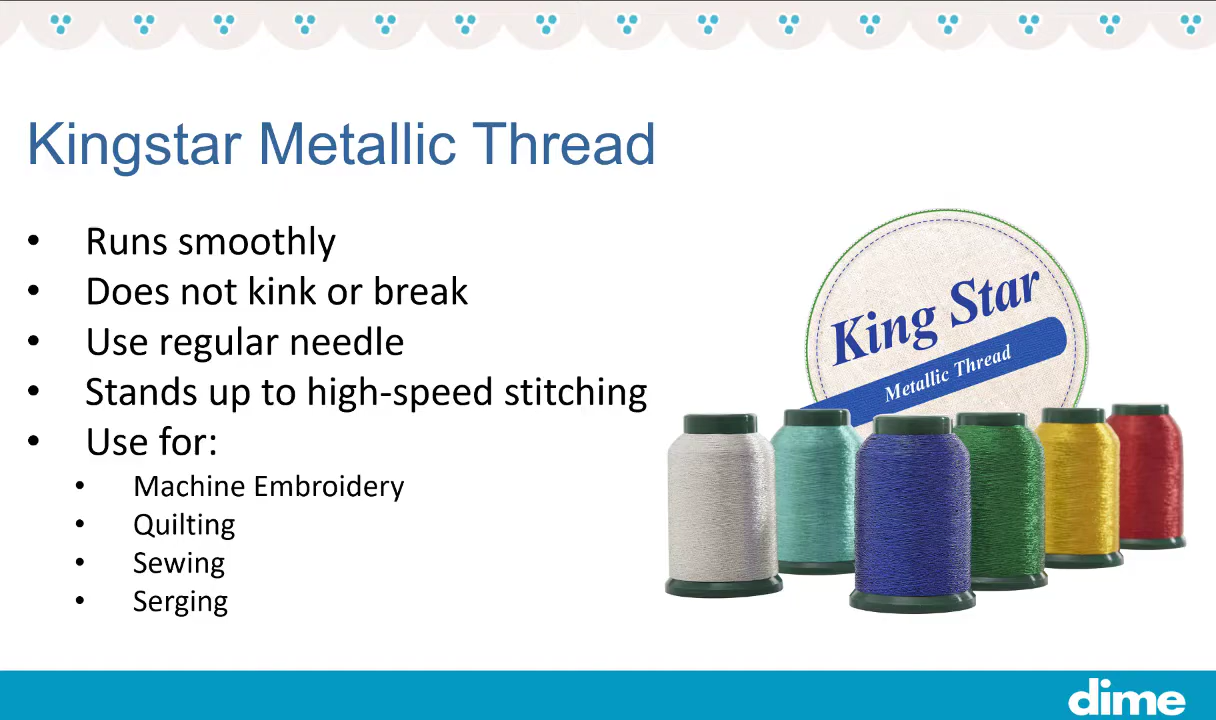 Kingstar Metallic Thread
• Runs smoothly
• Does not kink or break
• Use regular needle
• Stands up to high-speed stitching
• Use for:
• Machine Embroidery
• Quilting
• Sewing
• Serging
King Star
Metallic Thread
dime